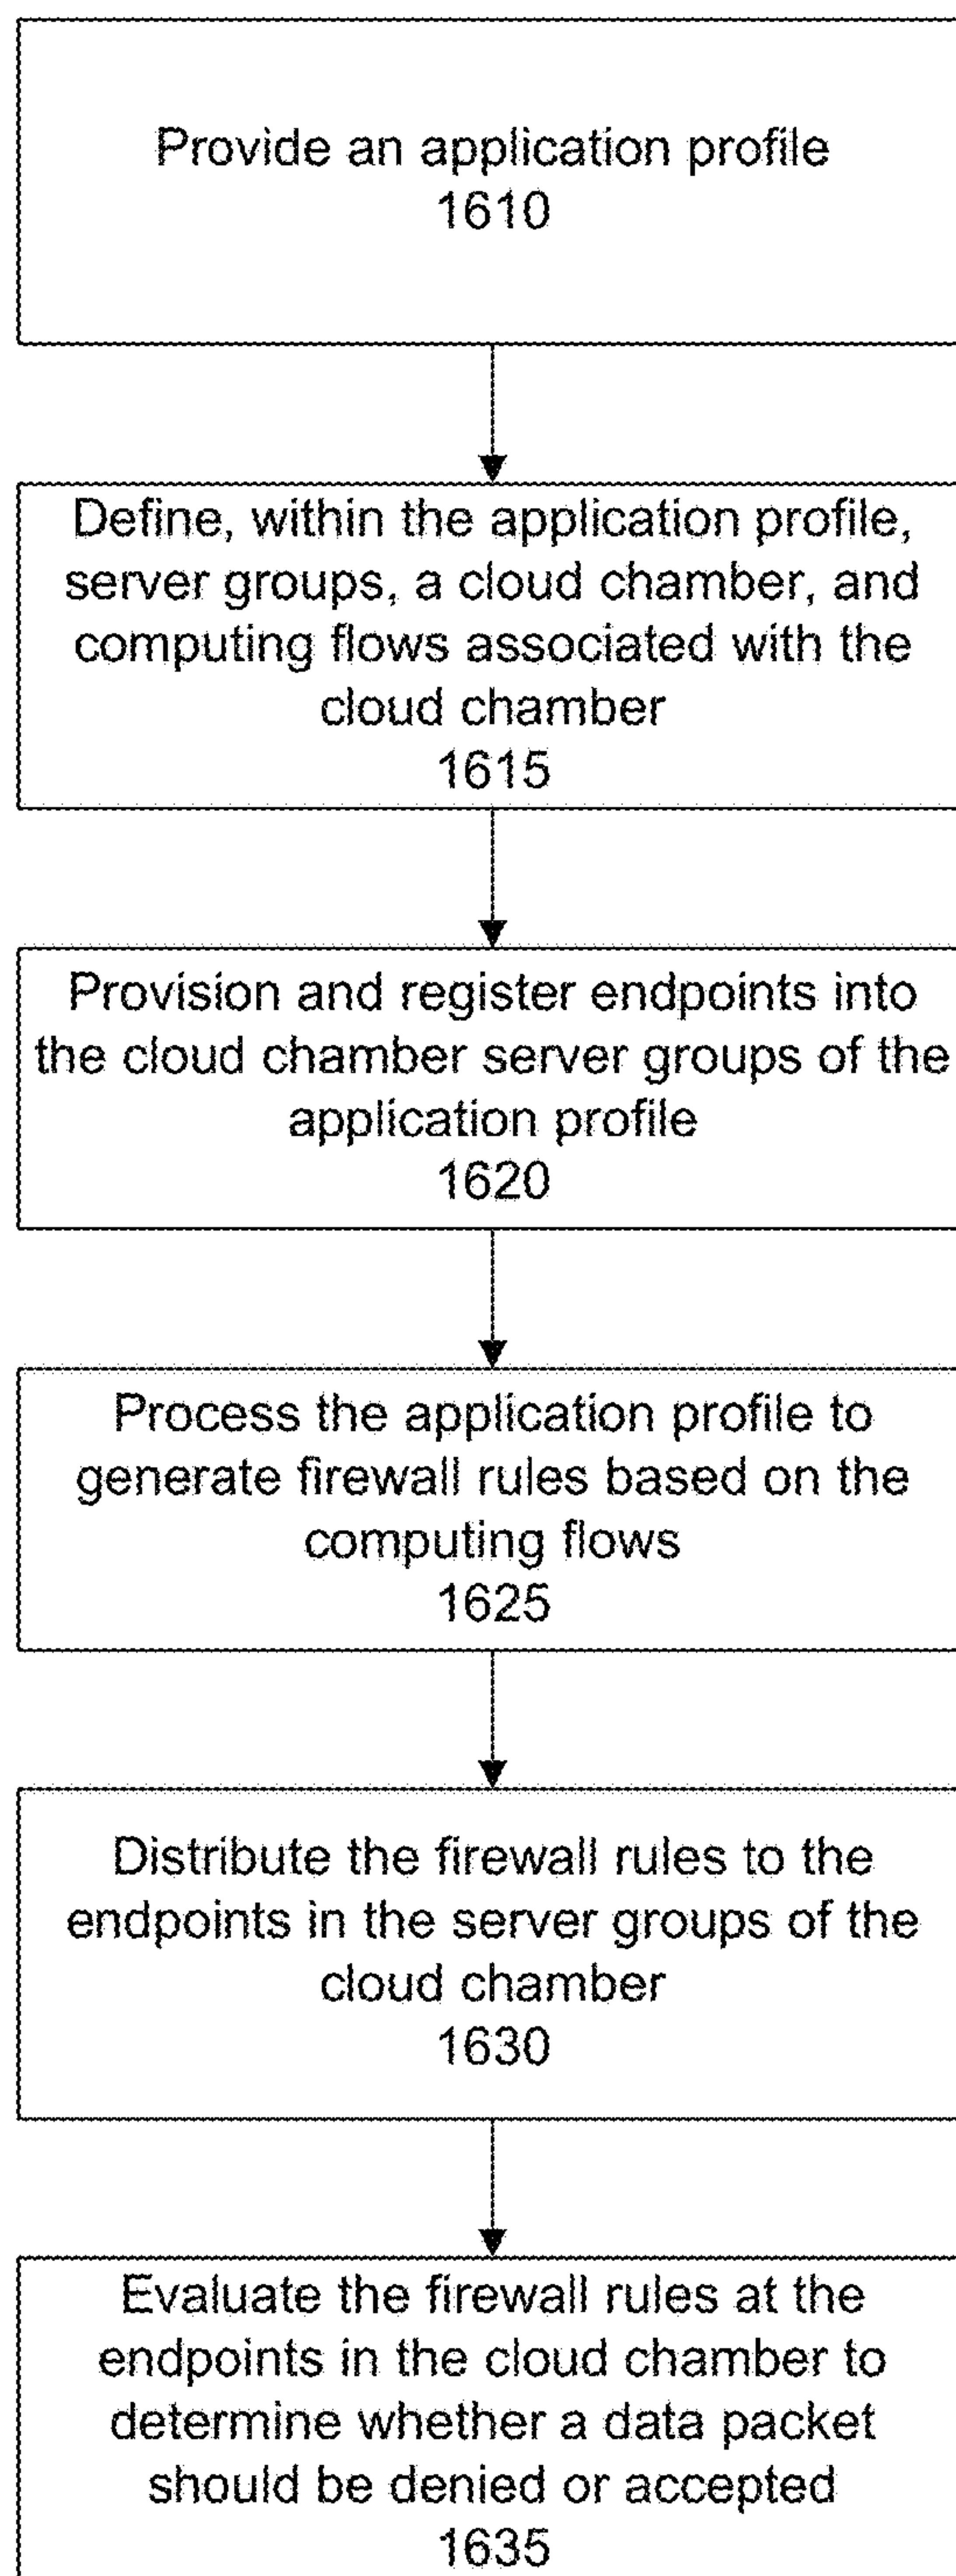 Provide an application profile
1610
Define, within the application profile,
server groups, a cloud chamber, and
computing flows associated with the
cloud chamber
1615
Provision and register endpoints into
the cloud chamber server groups of the
application profile
1620
Process the application profile to
generate firewall rules based on the
computing flows
1625
Distribute the firewall rules to the
endpoints in the server groups of the
cloud chamber
1630
Evaluate the firewall rules at the
endpoints in the cloud chamber to
determine whether a data packet
should be denied or accepted
1635